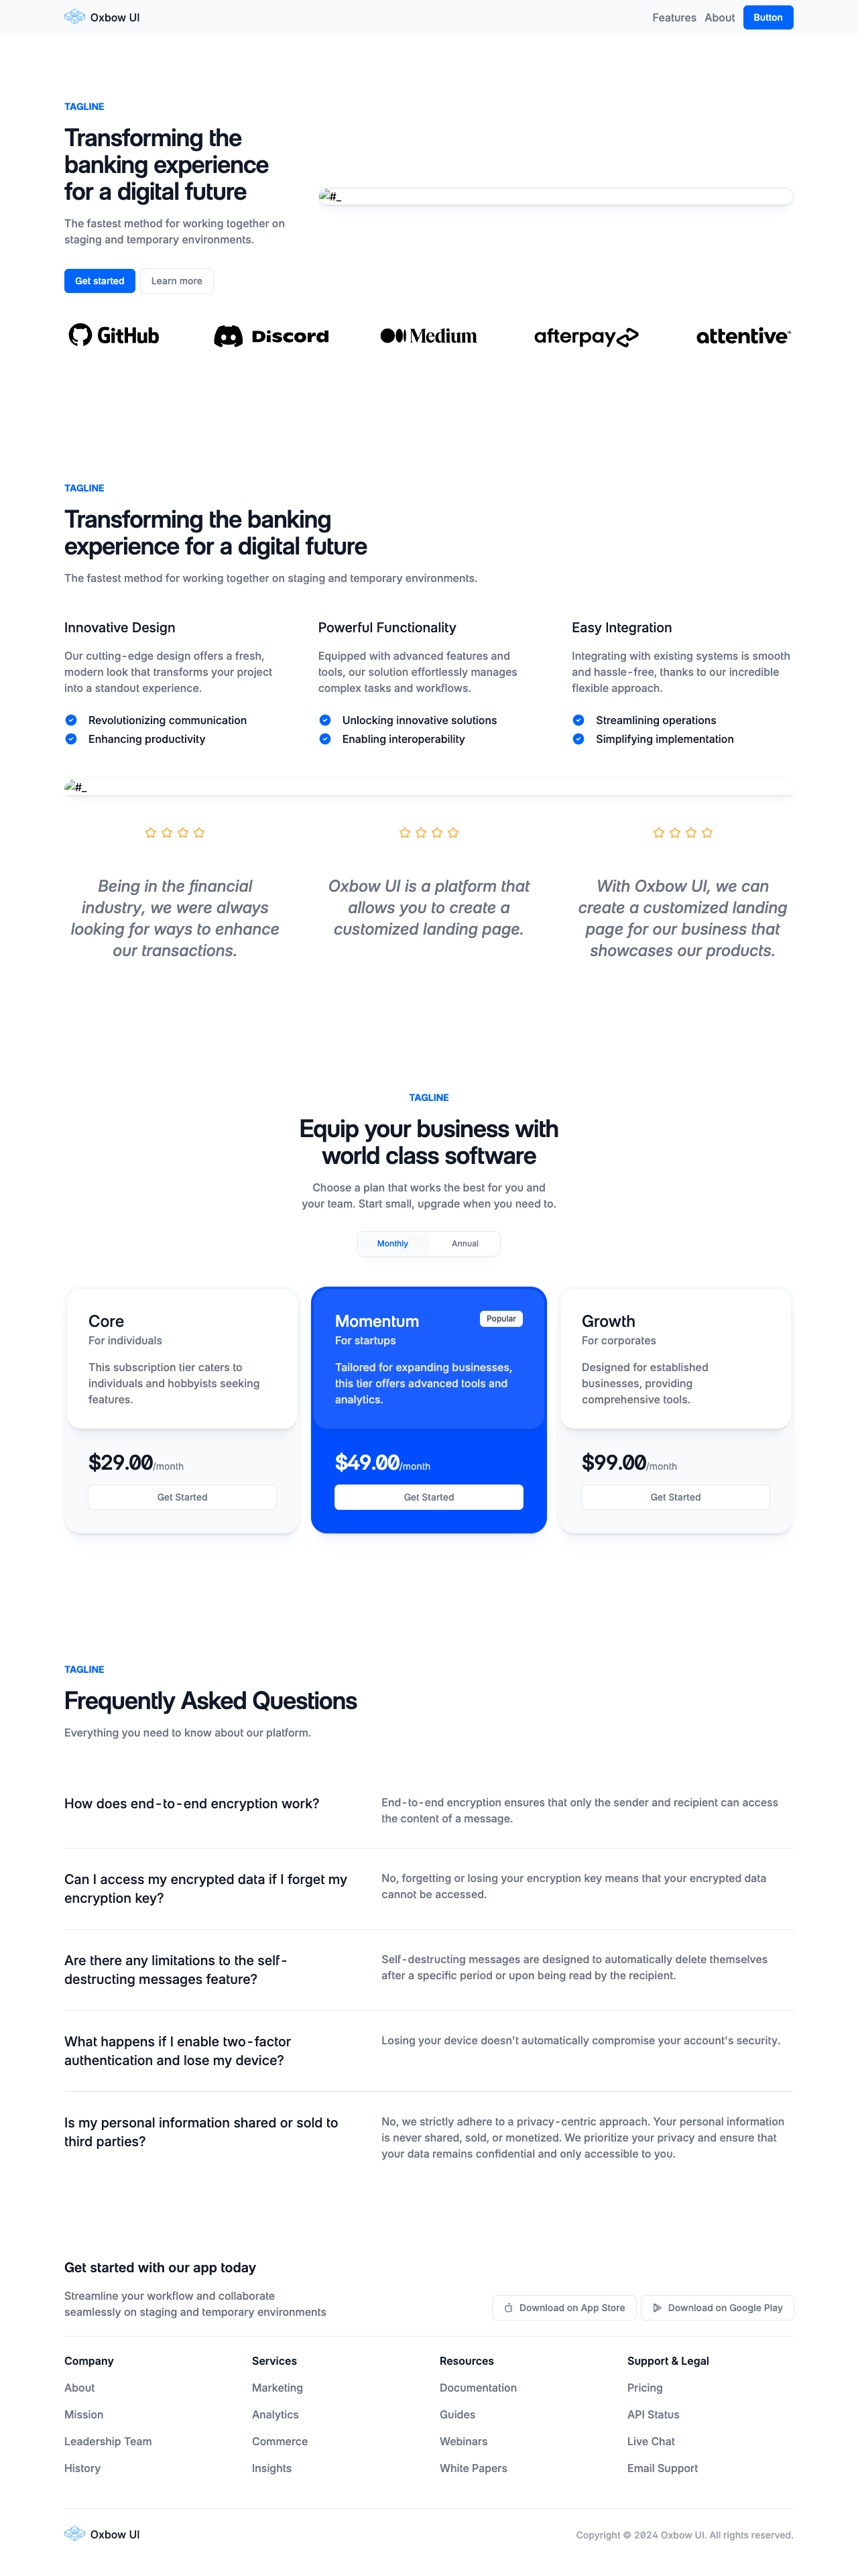 Oxbow UI
Features About Button
TAGLINE
Transforming the
banking experience
for a digital future
The fastest method for working together on
staging and temporary environments.
Get started Learn more
#_
GitHub Discord Medium afterpay attentive
TAGLINE
Transforming the banking
experience for a digital future
The fastest method for working together on staging and temporary environments.
Innovative Design
Our cutting-edge design offers a fresh,
modern look that transforms your project
into a standout experience.
Revolutionizing communication
Enhancing productivity
Powerful Functionality
Equipped with advanced features and
tools, our solution effortlessly manages
complex tasks and workflows.
Unlocking innovative solutions
Enabling interoperability
Easy Integration
Integrating with existing systems is smooth
and hassle-free, thanks to our incredible
flexible approach.
Streamlining operations
Simplifying implementation
#_
Being in the financial
industry, we were always
looking for ways to enhance
our transactions.
Oxbow UI is a platform that
allows you to create a
customized landing page.
With Oxbow UI, we can
create a customized landing
page for our business that
showcases our products.
TAGLINE
Equip your business with
world class software
Choose a plan that works the best for you and
your team. Start small, upgrade when you need to.
Monthly Annual
Core
For individuals
This subscription tier caters to
individuals and hobbyists seeking
features.
$29.00/month
Get Started
Momentum Popular
For startups
Tailored for expanding businesses,
this tier offers advanced tools and
analytics.
$49.00/month
Get Started
Growth
For corporates
Designed for established
businesses, providing
comprehensive tools.
$99.00/month
Get Started
TAGLINE
Frequently Asked Questions
Everything you need to know about our platform.
How does end-to-end encryption work?
End-to-end encryption ensures that only the sender and recipient can access
the content of a message.
Can I access my encrypted data if I forget my
encryption key?
No, forgetting or losing your encryption key means that your encrypted data
cannot be accessed.
Are there any limitations to the self-
destructing messages feature?
Self-destructing messages are designed to automatically delete themselves
after a specific period or upon being read by the recipient.
What happens if I enable two-factor
authentication and lose my device?
Losing your device doesn't automatically compromise your account's security.
Is my personal information shared or sold to
third parties?
No, we strictly adhere to a privacy-centric approach. Your personal information
is never shared, sold, or monetized. We prioritize your privacy and ensure that
your data remains confidential and only accessible to you.
Get started with our app today
Streamline your workflow and collaborate
seamlessly on staging and temporary environments
Download on App Store Download on Google Play
Company
About
Mission
Leadership Team
History
Services
Marketing
Analytics
Commerce
Insights
Resources
Documentation
Guides
Webinars
White Papers
Support & Legal
Pricing
API Status
Live Chat
Email Support
Oxbow UI
Copyright © 2024 Oxbow UI. All rights reserved.